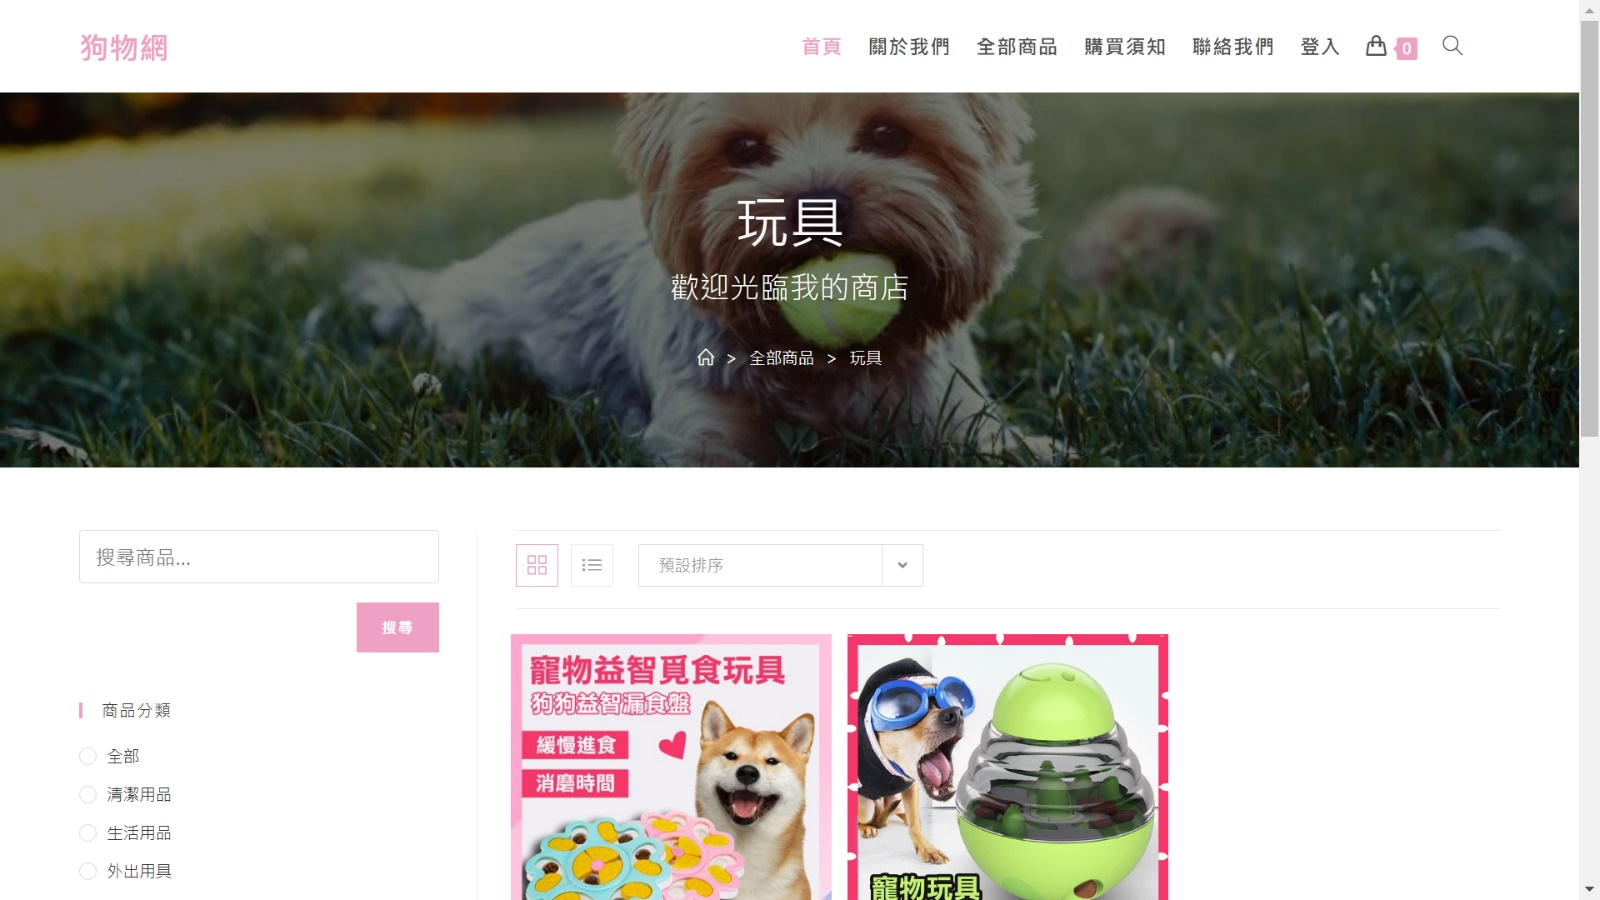 狗物網
首頁 關於我們 全部商品 購買須知 聯絡我們 登入 0
玩具
歡迎光臨我的商店
> 全部商品 > 玩具
搜尋商品...
搜尋
商品分類
全部
清潔用品
生活用品
外出用具
預設排序
寵物益智覓食玩具
狗狗益智漏食盤
緩慢進食
消磨時間
寵物玩具